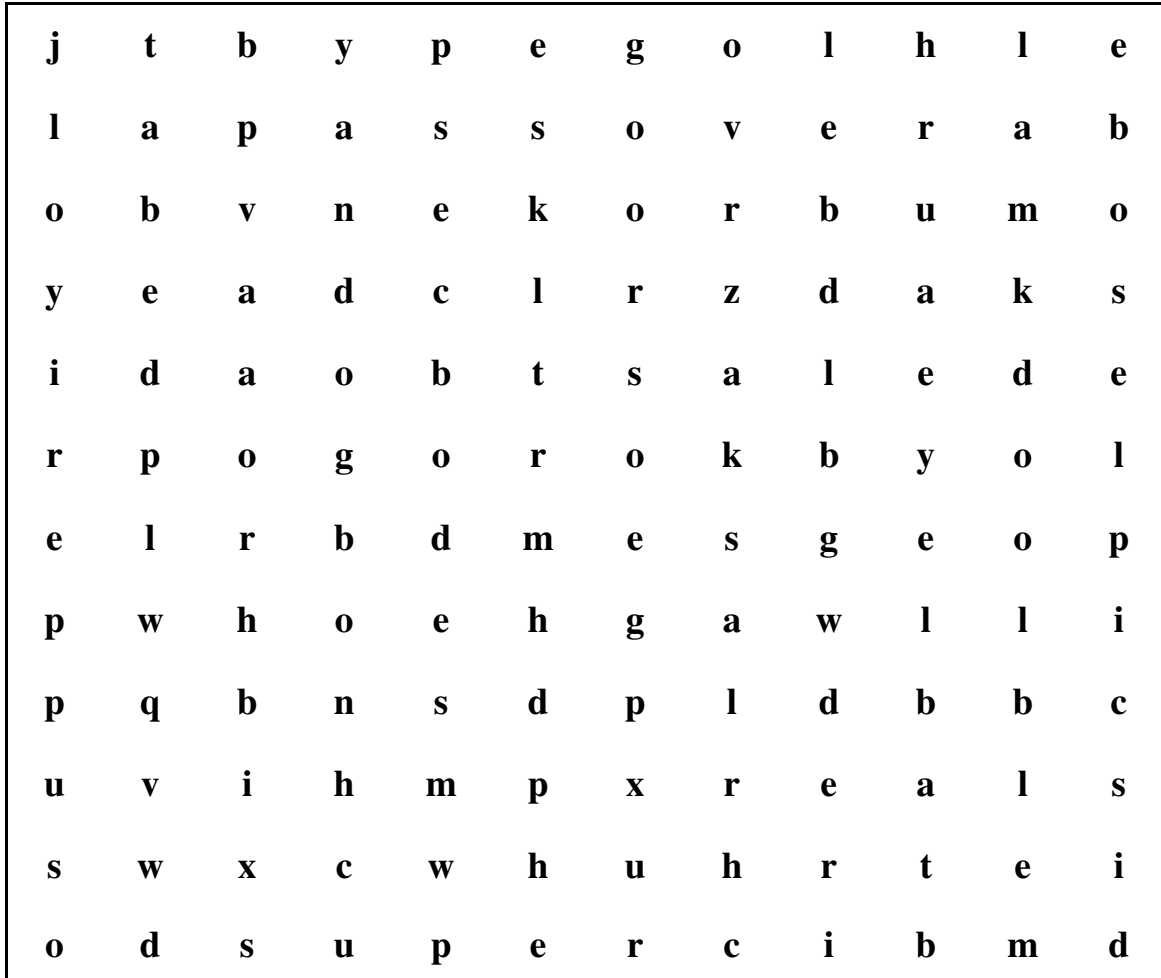 j t b y p e g o l h l e
l a p a s s o v e r a b
o b v n e k o r b u m o
y e a d c l r z d a k s
i d a o b t s a l e d e
r p o g o r o k b y o l
e l r b d m e s g e o p
p w h o e h g a w l l i
p q b n s d p l d b b c
u v i h m p x r e a l s
s w x c w h u h r t e i
o d s u p e r c i b m d